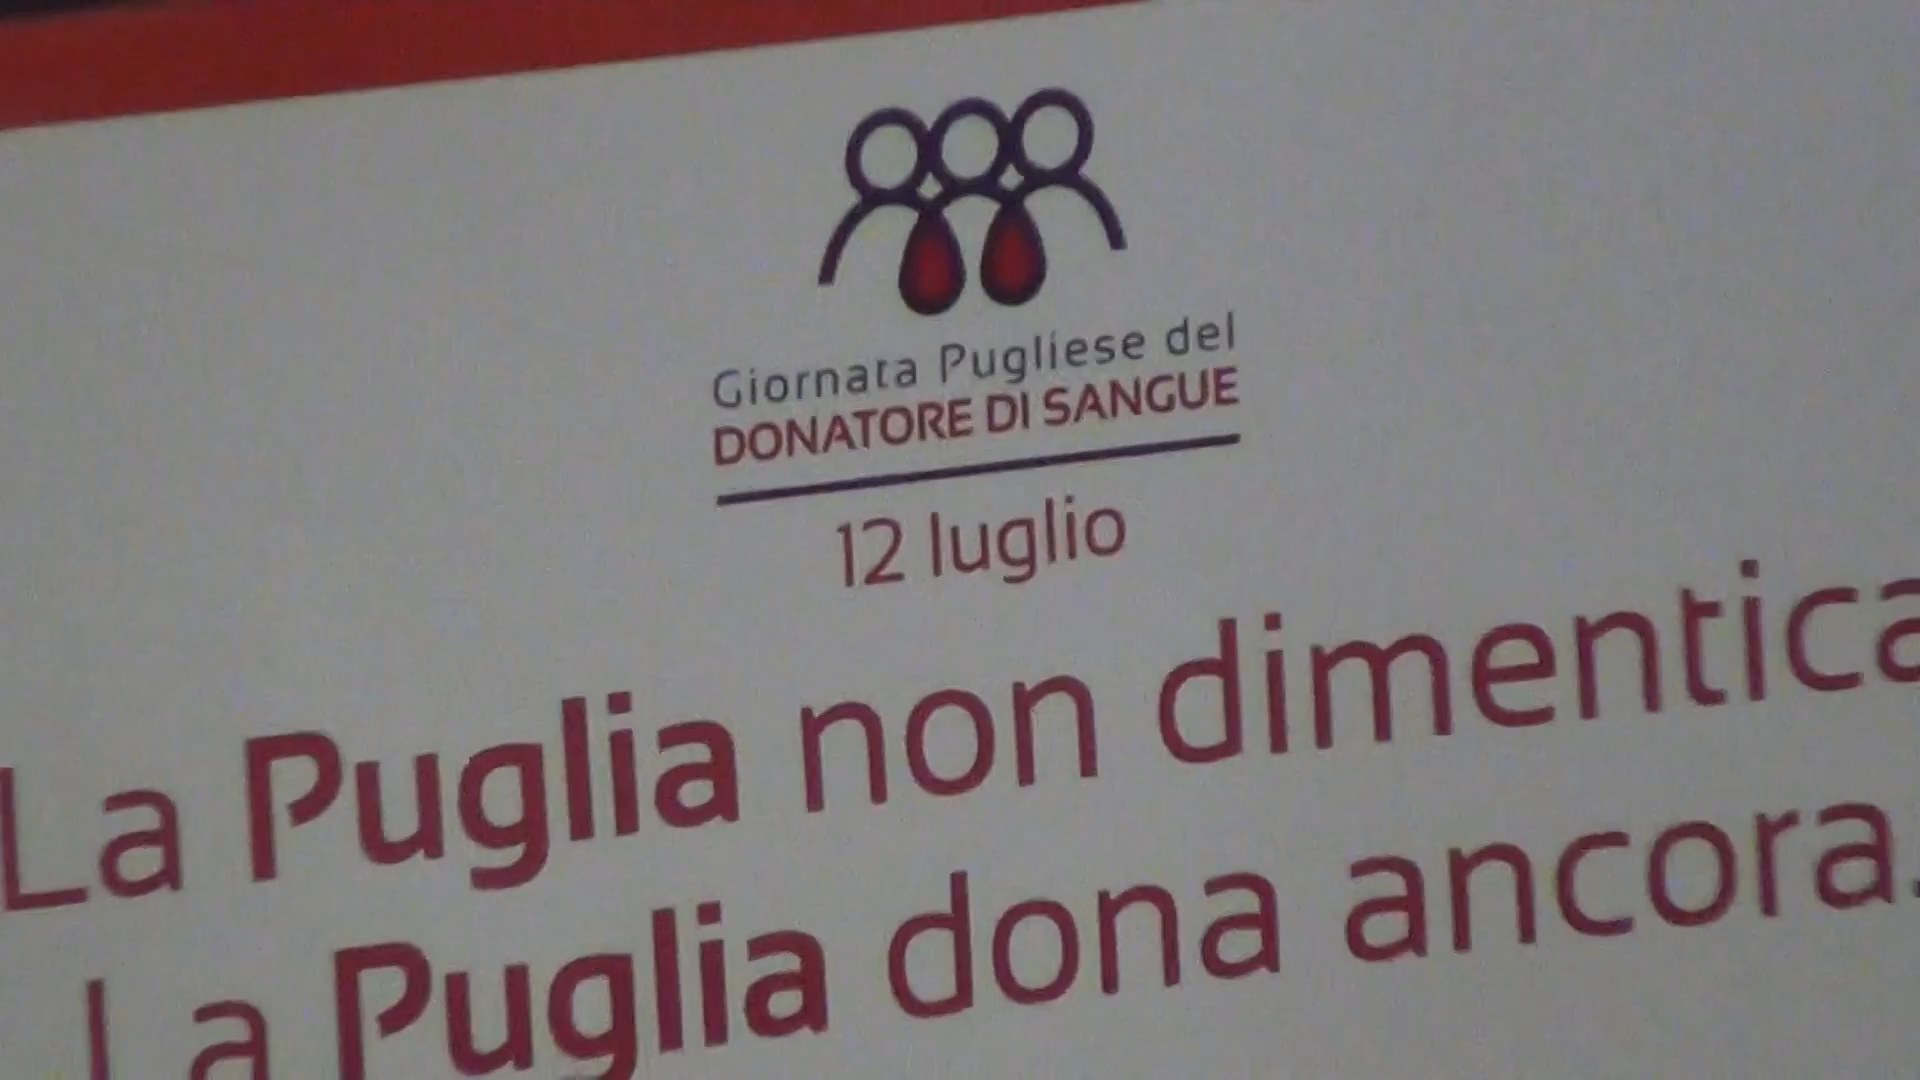 Giornata Pugliese del
DONATORE DI SANGUE
12 luglio
La Puglia non dimentica
La Puglia dona ancora.